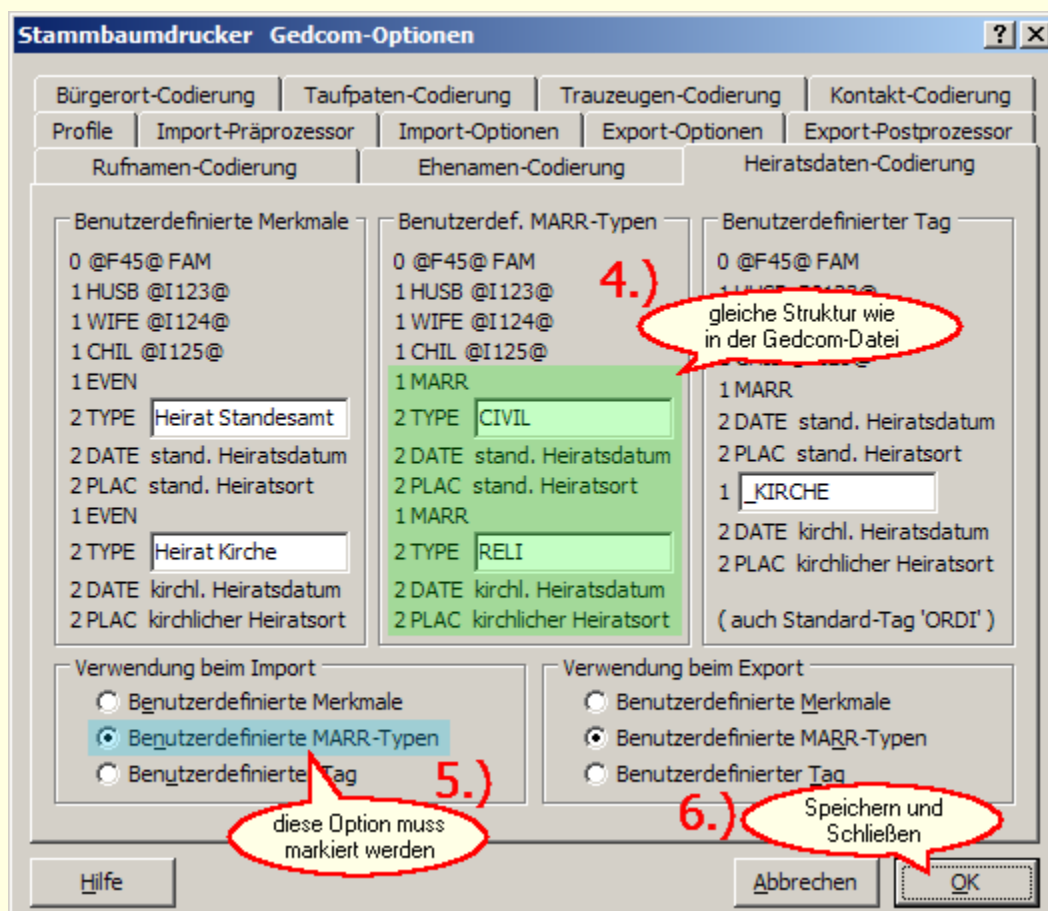 Stammbaumdrucker Gedcom-Optionen
Bürgerort-Codierung Taufpaten-Codierung Trauzeugen-Codierung Kontakt-Codierung
Profile Import-Präprozessor Import-Optionen Export-Optionen Export-Postprozessor
Rufnamen-Codierung Ehenamen-Codierung Heiratsdaten-Codierung
Benutzerdefinierte Merkmale
0 @F45@ FAM
1 HUSB @I123@
1 WIFE @I124@
1 CHIL @I125@
1 EVEN
2 TYPE Heirat Standesamt
2 DATE stand. Heiratsdatum
2 PLAC stand. Heiratsort
1 EVEN
2 TYPE Heirat Kirche
2 DATE kirchl. Heiratsdatum
2 PLAC kirchlicher Heiratsort
Benutzerdef. MARR-Typen
0 @F45@ FAM
1 HUSB @I123@
1 WIFE @I124@
1 CHIL @I125@
1 MARR
2 TYPE CIVIL
2 DATE stand. Heiratsdatum
2 PLAC stand. Heiratsort
1 MARR
2 TYPE RELI
2 DATE kirchl. Heiratsdatum
2 PLAC kirchlicher Heiratsort
4.)
gleiche Struktur wie
in der Gedcom-Datei
Benutzerdefinierter Tag
0 @F45@ FAM
1 MARR
2 DATE stand. Heiratsdatum
2 PLAC stand. Heiratsort
1 _KIRCHE
2 DATE kirchl. Heiratsdatum
2 PLAC kirchlicher Heiratsort
( auch Standard-Tag 'ORDI' )
Verwendung beim Import
Benutzerdefinierte Merkmale
Benutzerdefinierte MARR-Typen
Benutzerdefinierter Tag
5.)
diese Option muss
markiert werden
Verwendung beim Export
Benutzerdefinierte Merkmale
Benutzerdefinierte MARR-Typen
Benutzerdefinierter Tag
6.)
Speichern und
Schließen
Hilfe Abbrechen OK